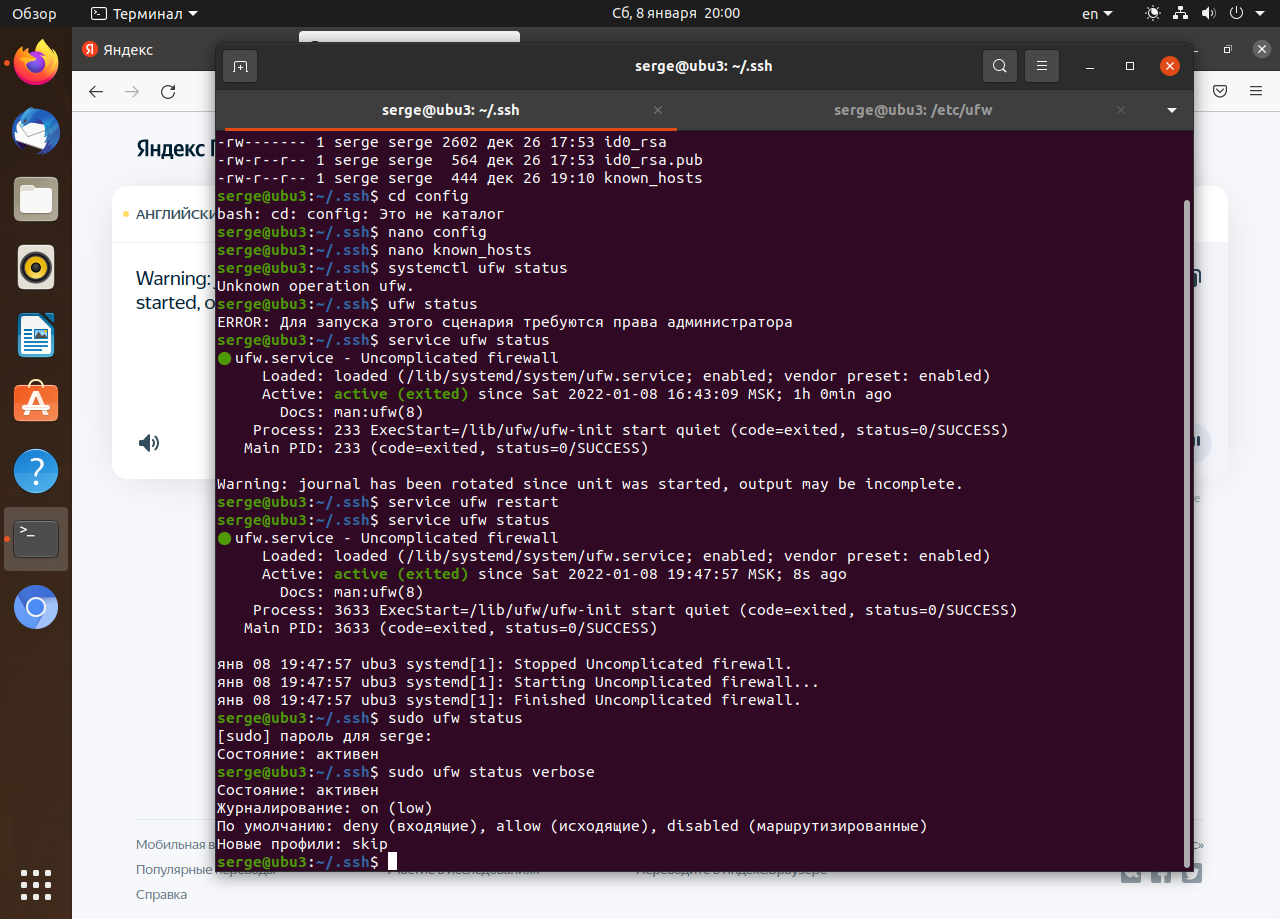 Обзор
Терминал
Сб, 8 января 20:00
en
Яндекс
serge@ubu3: ~/.ssh
serge@ubu3: ~/.ssh
serge@ubu3: /etc/ufw
Яндекс
АНГЛИЙСКИ
Warning:
started, o
-rw------- 1 serge serge 2602 дек 26 17:53 id0_rsa
-rw-r--r-- 1 serge serge  564 дек 26 17:53 id0_rsa.pub
-rw-r--r-- 1 serge serge  444 дек 26 19:10 known_hosts
serge@ubu3:~/.ssh$ cd config
bash: cd: config: Это не каталог
serge@ubu3:~/.ssh$ nano config
serge@ubu3:~/.ssh$ nano known_hosts
serge@ubu3:~/.ssh$ systemctl ufw status
Unknown operation ufw.
serge@ubu3:~/.ssh$ ufw status
ERROR: Для запуска этого сценария требуются права администратора
serge@ubu3:~/.ssh$ service ufw status
● ufw.service - Uncomplicated firewall
     Loaded: loaded (/lib/systemd/system/ufw.service; enabled; vendor preset: enabled)
     Active: active (exited) since Sat 2022-01-08 16:43:09 MSK; 1h 0min ago
       Docs: man:ufw(8)
    Process: 233 ExecStart=/lib/ufw/ufw-init start quiet (code=exited, status=0/SUCCESS)
   Main PID: 233 (code=exited, status=0/SUCCESS)
Warning: journal has been rotated since unit was started, output may be incomplete.
serge@ubu3:~/.ssh$ service ufw restart
serge@ubu3:~/.ssh$ service ufw status
● ufw.service - Uncomplicated firewall
     Loaded: loaded (/lib/systemd/system/ufw.service; enabled; vendor preset: enabled)
     Active: active (exited) since Sat 2022-01-08 19:47:57 MSK; 8s ago
       Docs: man:ufw(8)
    Process: 3633 ExecStart=/lib/ufw/ufw-init start quiet (code=exited, status=0/SUCCESS)
   Main PID: 3633 (code=exited, status=0/SUCCESS)
янв 08 19:47:57 ubu3 systemd[1]: Stopped Uncomplicated firewall.
янв 08 19:47:57 ubu3 systemd[1]: Starting Uncomplicated firewall...
янв 08 19:47:57 ubu3 systemd[1]: Finished Uncomplicated firewall.
serge@ubu3:~/.ssh$ sudo ufw status
[sudo] пароль для serge:
Состояние: активен
serge@ubu3:~/.ssh$ sudo ufw status verbose
Состояние: активен
Журналирование: on (low)
По умолчанию: deny (входящие), allow (исходящие), disabled (маршрутизированные)
Новые профили: skip
serge@ubu3:~/.ssh$
Мобильная в
Популярные переводы
Справка